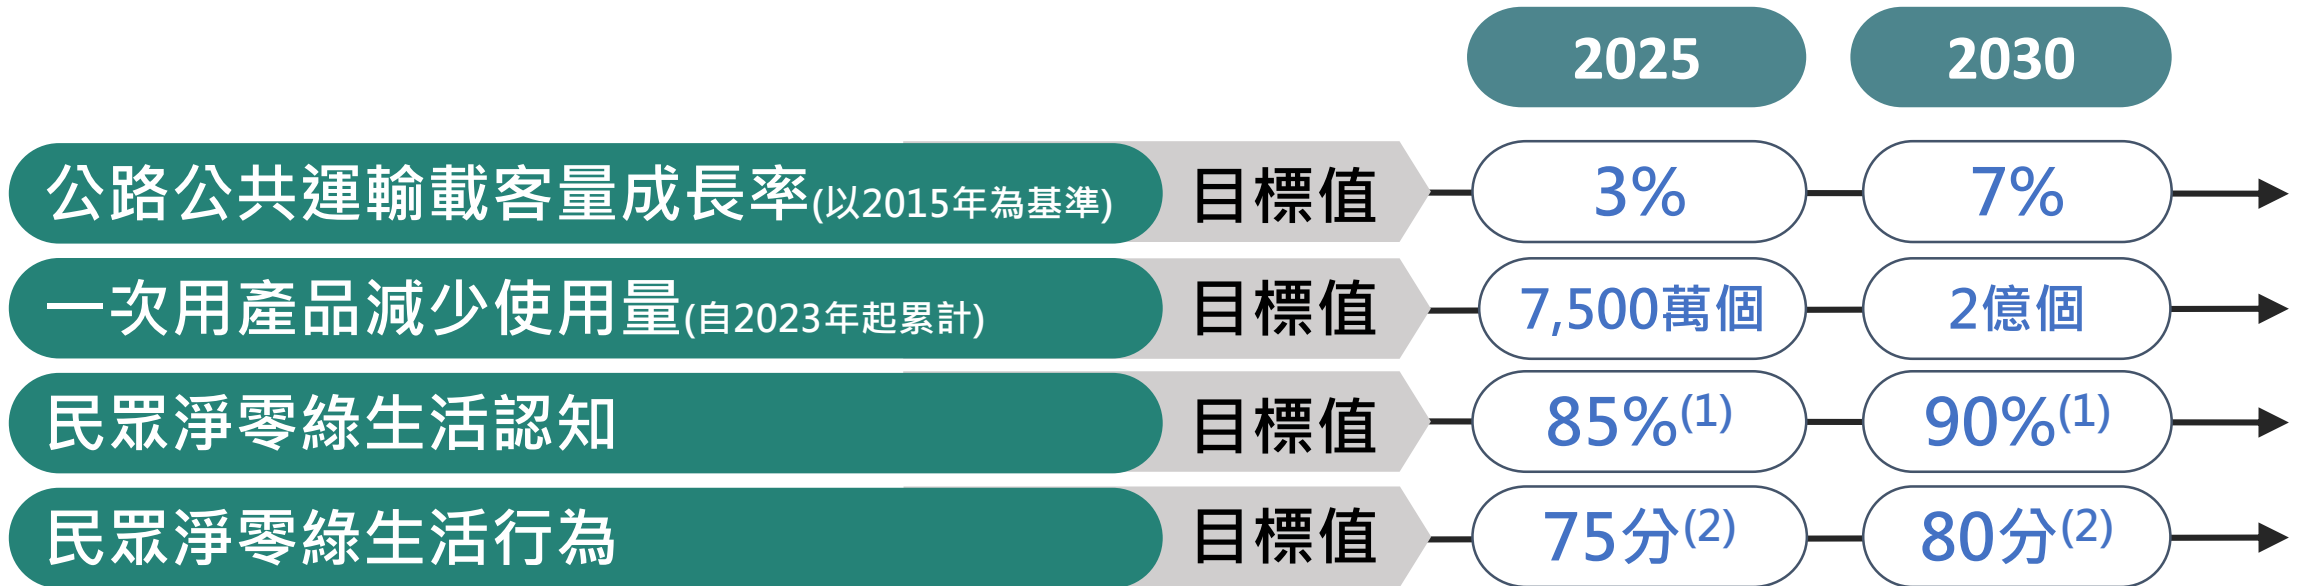 2025 2030
公路公共運輸載客量成長率(以2015年為基準) 目標值 3% 7%
一次用產品減少使用量(自2023年起累計) 目標值 7,500萬個 2億個
民眾淨零綠生活認知 目標值 85%(1) 90%(1)
民眾淨零綠生活行為 目標值 75分(2) 80分(2)